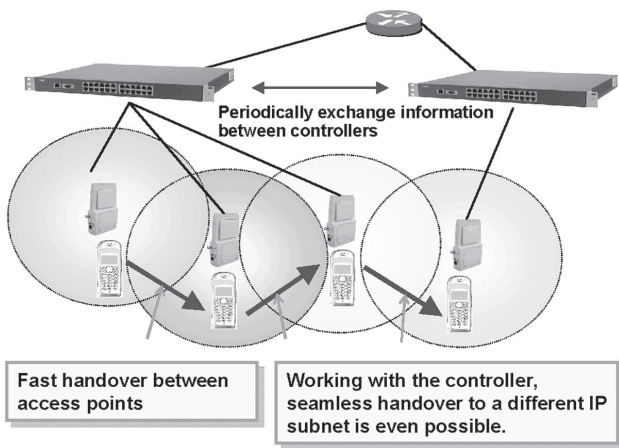 Periodically exchange information
between controllers
Fast handover between
access points
Working with the controller,
seamless handover to a different IP
subnet is even possible.